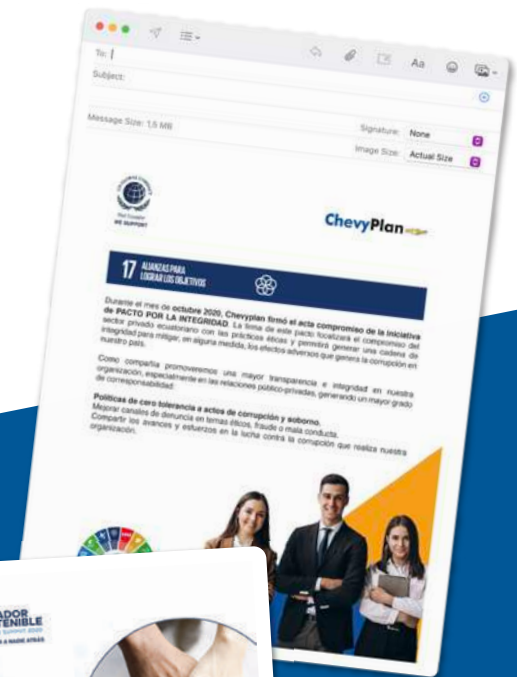 To:
Subject:
Message Size: 1,5 MB
Signature: None
Image Size: Actual Size
Red Ecuador
WE SUPPORT
ChevyPlan
17 ALIANZAS PARA
LOGRAR LOS OBJETIVOS
Durante el mes de octubre 2020, Chevyplan firmó el acta compromiso de la iniciativa
de PACTO POR LA INTEGRIDAD. La firma de este pacto focalizará el compromiso del
sector privado ecuatoriano con las prácticas éticas y permitirá generar una cadena de
integridad para mitigar, en alguna medida, los efectos adversos que genera la corrupción en
nuestro país.
Como compañía promoveremos una mayor transparencia e integridad en nuestra
organización, especialmente en las relaciones público-privadas, generando un mayor grado
de corresponsabilidad:
Políticas de cero tolerancia a actos de corrupción y soborno.
Mejorar canales de denuncia en temas éticos, fraude o mala conducta.
Compartir los avances y esfuerzos en la lucha contra la corrupción que realiza nuestra
organización.
ADOR
TENIBLE
SUMMIT 2020
A NADIE ATRÁS